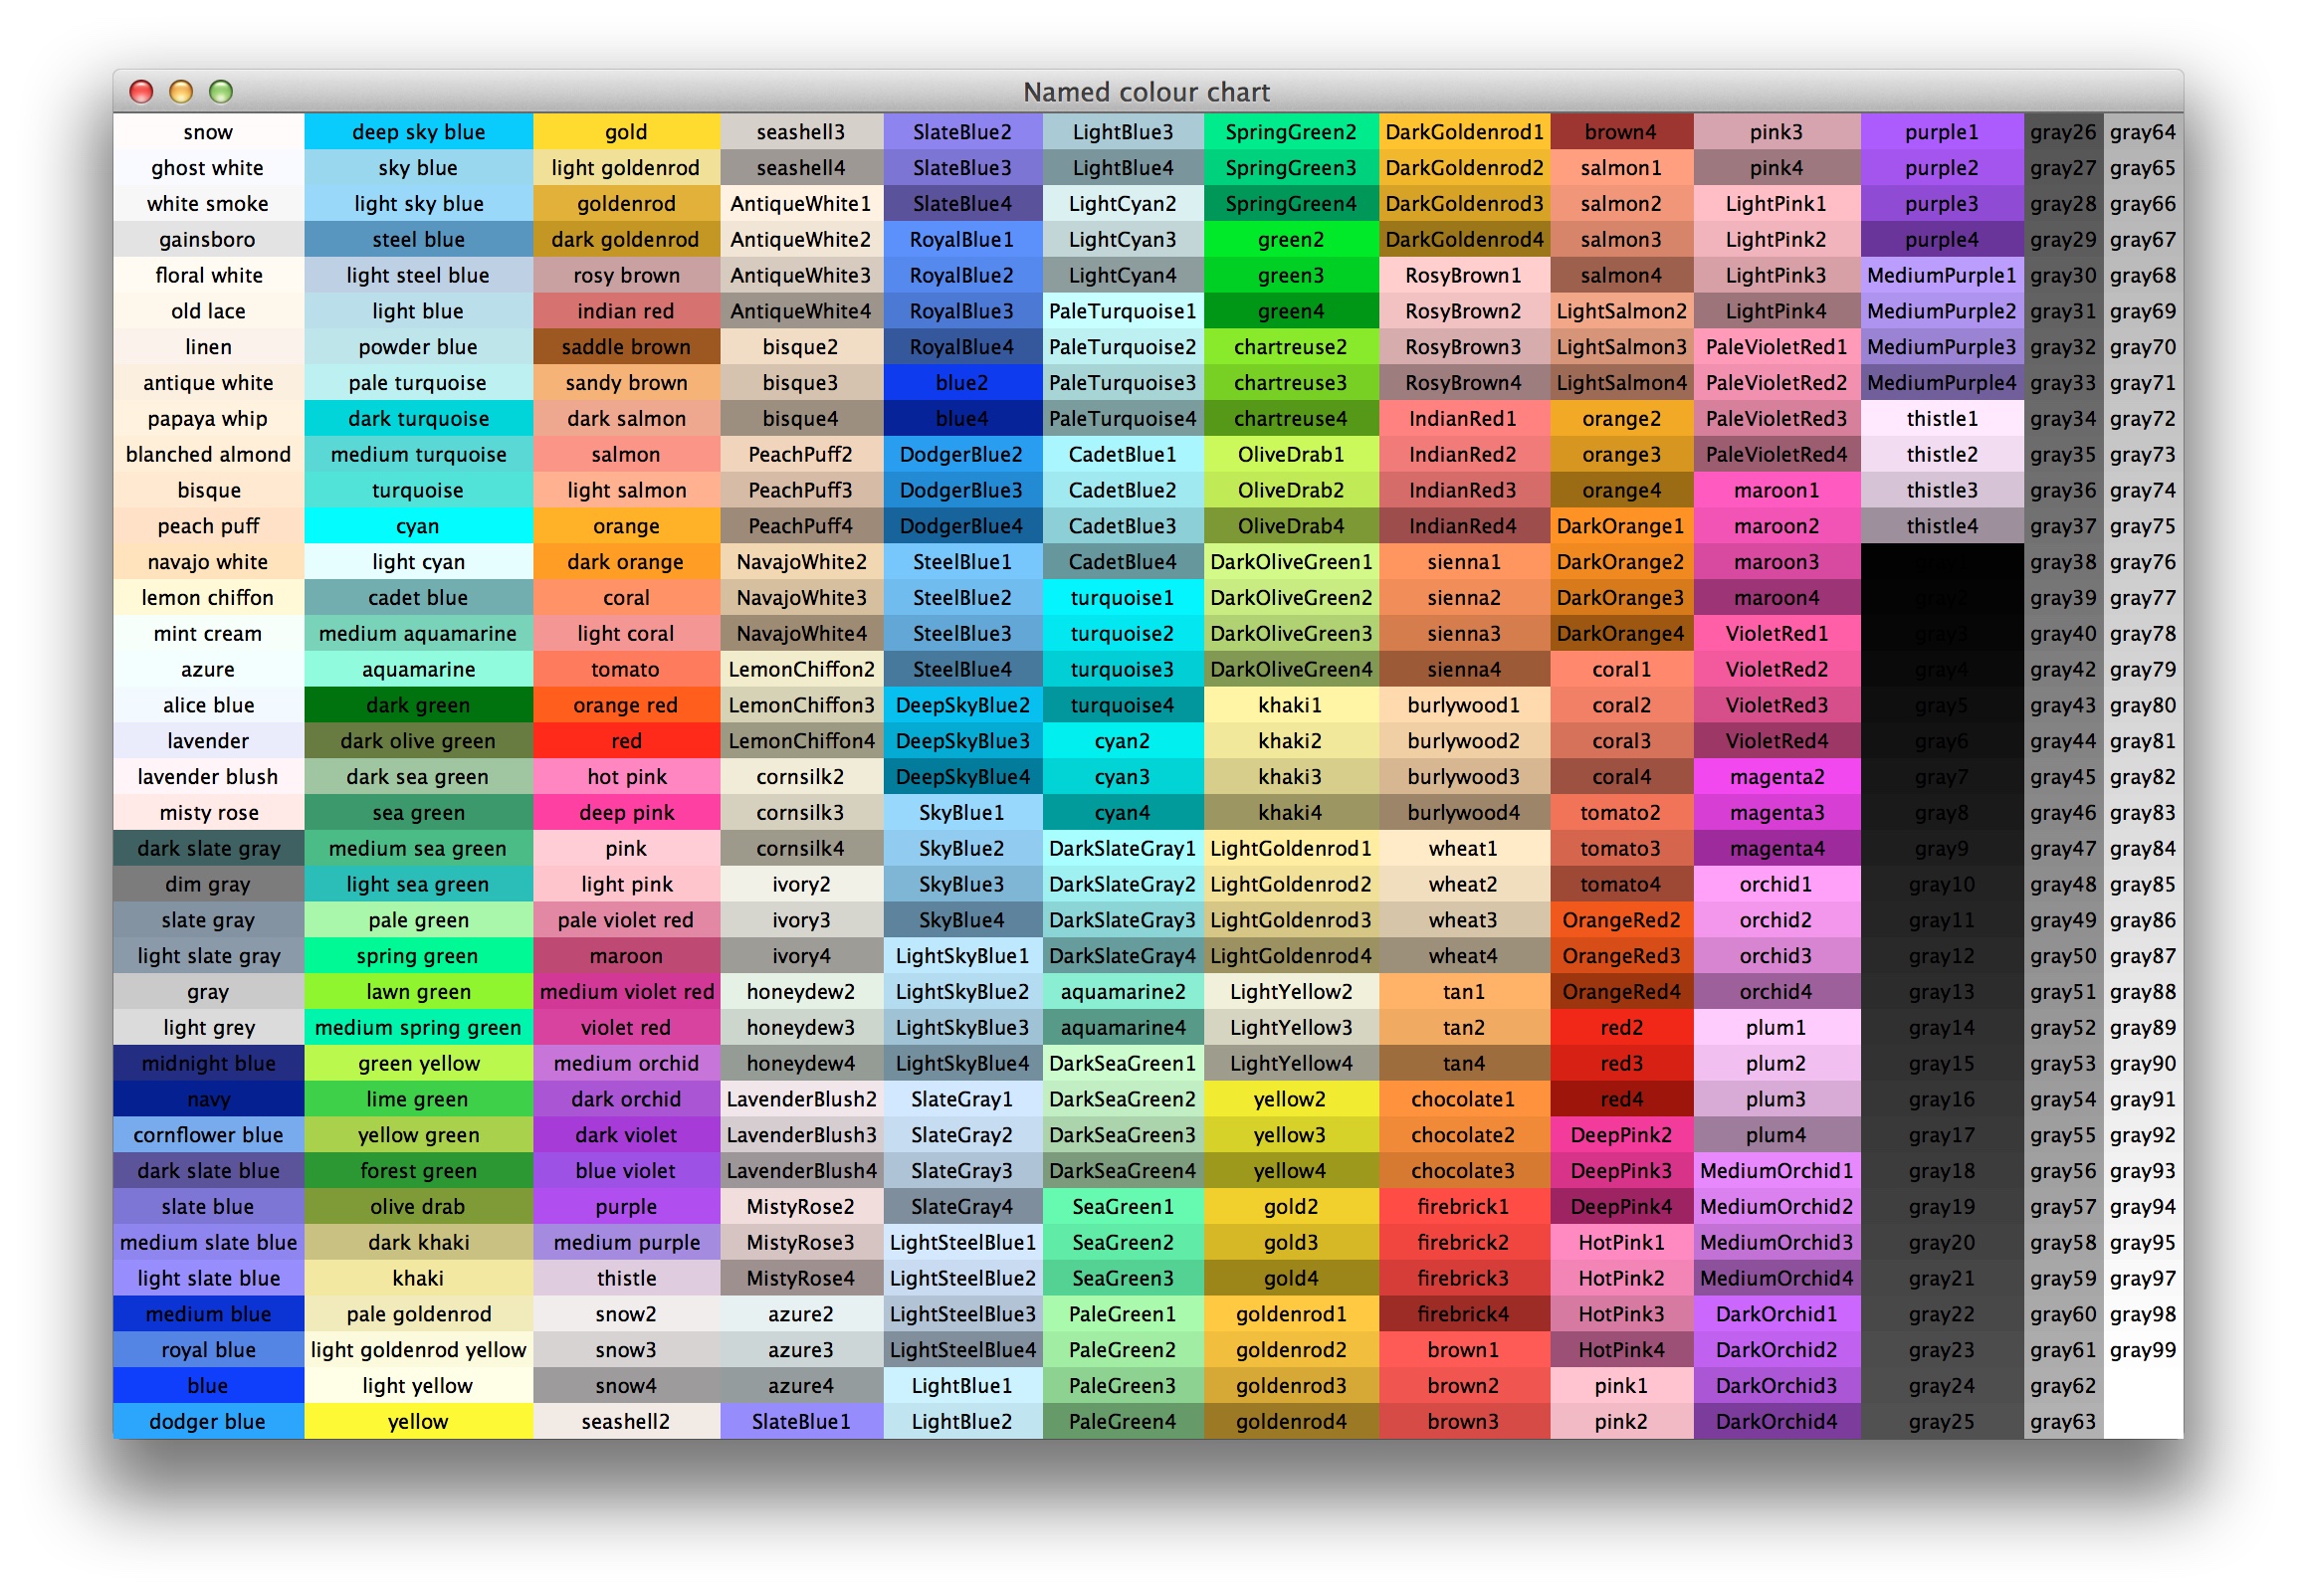 Named colour chart
snow deep sky blue gold seashell3 SlateBlue2 LightBlue3 SpringGreen2 DarkGoldenrod1 brown4 pink3 purple1 gray26 gray64
ghost white sky blue light goldenrod seashell4 SlateBlue3 LightBlue4 SpringGreen3 DarkGoldenrod2 salmon1 pink4 purple2 gray27 gray65
white smoke light sky blue goldenrod AntiqueWhite1 SlateBlue4 LightCyan2 SpringGreen4 DarkGoldenrod3 salmon2 LightPink1 purple3 gray28 gray66
gainsboro steel blue dark goldenrod AntiqueWhite2 RoyalBlue1 LightCyan3 green2 DarkGoldenrod4 salmon3 LightPink2 purple4 gray29 gray67
floral white light steel blue rosy brown AntiqueWhite3 RoyalBlue2 LightCyan4 green3 RosyBrown1 salmon4 LightPink3 MediumPurple1 gray30 gray68
old lace light blue indian red AntiqueWhite4 RoyalBlue3 PaleTurquoise1 green4 RosyBrown2 LightSalmon2 LightPink4 MediumPurple2 gray31 gray69
linen powder blue saddle brown bisque2 RoyalBlue4 PaleTurquoise2 chartreuse2 RosyBrown3 LightSalmon3 PaleVioletRed1 MediumPurple3 gray32 gray70
antique white pale turquoise sandy brown bisque3 blue2 PaleTurquoise3 chartreuse3 RosyBrown4 LightSalmon4 PaleVioletRed2 MediumPurple4 gray33 gray71
papaya whip dark turquoise dark salmon bisque4 blue4 PaleTurquoise4 chartreuse4 IndianRed1 orange2 PaleVioletRed3 thistle1 gray34 gray72
blanched almond medium turquoise salmon PeachPuff2 DodgerBlue2 CadetBlue1 OliveDrab1 IndianRed2 orange3 PaleVioletRed4 thistle2 gray35 gray73
bisque turquoise light salmon PeachPuff3 DodgerBlue3 CadetBlue2 OliveDrab2 IndianRed3 orange4 maroon1 thistle3 gray36 gray74
peach puff cyan orange PeachPuff4 DodgerBlue4 CadetBlue3 OliveDrab4 IndianRed4 DarkOrange1 maroon2 thistle4 gray37 gray75
navajo white light cyan dark orange NavajoWhite2 SteelBlue1 CadetBlue4 DarkOliveGreen1 sienna1 DarkOrange2 maroon3 gray38 gray76
lemon chiffon cadet blue coral NavajoWhite3 SteelBlue2 turquoise1 DarkOliveGreen2 sienna2 DarkOrange3 maroon4 gray2 gray39 gray77
mint cream medium aquamarine light coral NavajoWhite4 SteelBlue3 turquoise2 DarkOliveGreen3 sienna3 DarkOrange4 VioletRed1 gray3 gray40 gray78
azure aquamarine tomato LemonChiffon2 SteelBlue4 turquoise3 DarkOliveGreen4 sienna4 coral1 VioletRed2 gray4 gray42 gray79
alice blue dark green orange red LemonChiffon3 DeepSkyBlue2 turquoise4 khaki1 burlywood1 coral2 VioletRed3 gray5 gray43 gray80
lavender dark olive green red LemonChiffon4 DeepSkyBlue3 cyan2 khaki2 burlywood2 coral3 VioletRed4 gray6 gray44 gray81
lavender blush dark sea green hot pink cornsilk2 DeepSkyBlue4 cyan3 khaki3 burlywood3 coral4 magenta2 gray7 gray45 gray82
misty rose sea green deep pink cornsilk3 SkyBlue1 cyan4 khaki4 burlywood4 tomato2 magenta3 gray8 gray46 gray83
dark slate gray medium sea green pink cornsilk4 SkyBlue2 DarkSlateGray1 LightGoldenrod1 wheat1 tomato3 magenta4 gray9 gray47 gray84
dim gray light sea green light pink ivory2 SkyBlue3 DarkSlateGray2 LightGoldenrod2 wheat2 tomato4 orchid1 gray10 gray48 gray85
slate gray pale green pale violet red ivory3 SkyBlue4 DarkSlateGray3 LightGoldenrod3 wheat3 OrangeRed2 orchid2 gray11 gray49 gray86
light slate gray spring green maroon ivory4 LightSkyBlue1 DarkSlateGray4 LightGoldenrod4 wheat4 OrangeRed3 orchid3 gray12 gray50 gray87
gray lawn green medium violet red honeydew2 LightSkyBlue2 aquamarine2 LightYellow2 tan1 OrangeRed4 orchid4 gray13 gray51 gray88
light grey medium spring green violet red honeydew3 LightSkyBlue3 aquamarine4 LightYellow3 tan2 red2 plum1 gray14 gray52 gray89
midnight blue green yellow medium orchid honeydew4 LightSkyBlue4 DarkSeaGreen1 LightYellow4 tan4 red3 plum2 gray15 gray53 gray90
navy lime green dark orchid LavenderBlush2 SlateGray1 DarkSeaGreen2 yellow2 chocolate1 red4 plum3 gray16 gray54 gray91
cornflower blue yellow green dark violet LavenderBlush3 SlateGray2 DarkSeaGreen3 yellow3 chocolate2 DeepPink2 plum4 gray17 gray55 gray92
dark slate blue forest green blue violet LavenderBlush4 SlateGray3 DarkSeaGreen4 yellow4 chocolate3 DeepPink3 MediumOrchid1 gray18 gray56 gray93
slate blue olive drab purple MistyRose2 SlateGray4 SeaGreen1 gold2 firebrick1 DeepPink4 MediumOrchid2 gray19 gray57 gray94
medium slate blue dark khaki medium purple MistyRose3 LightSteelBlue1 SeaGreen2 gold3 firebrick2 HotPink1 MediumOrchid3 gray20 gray58 gray95
light slate blue khaki thistle MistyRose4 LightSteelBlue2 SeaGreen3 gold4 firebrick3 HotPink2 MediumOrchid4 gray21 gray59 gray97
medium blue pale goldenrod snow2 azure2 LightSteelBlue3 PaleGreen1 goldenrod1 firebrick4 HotPink3 DarkOrchid1 gray22 gray60 gray98
royal blue light goldenrod yellow snow3 azure3 LightSteelBlue4 PaleGreen2 goldenrod2 brown1 HotPink4 DarkOrchid2 gray23 gray61 gray99
blue light yellow snow4 azure4 LightBlue1 PaleGreen3 goldenrod3 brown2 pink1 DarkOrchid3 gray24 gray62
dodger blue yellow seashell2 SlateBlue1 LightBlue2 PaleGreen4 goldenrod4 brown3 pink2 DarkOrchid4 gray25 gray63